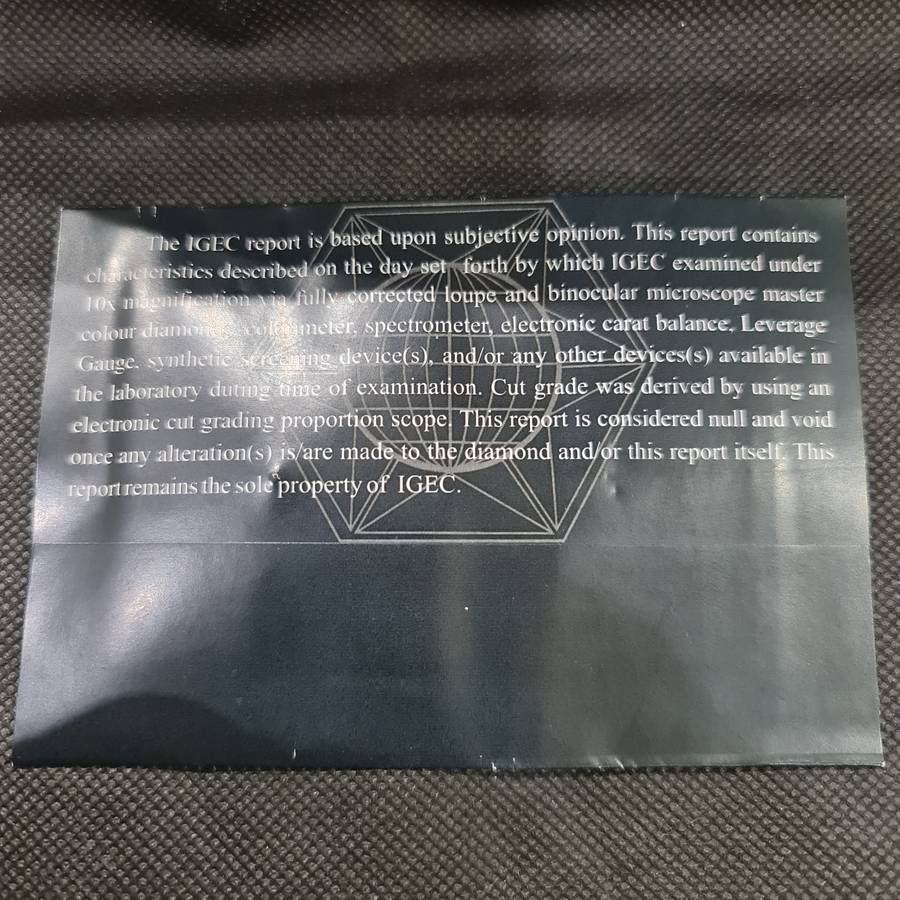 The IGEC report is based upon subjective opinion. This report contains
characteristics described on the day set forth by which IGEC examined under
10x magnification via fully corrected loupe and binocular microscope master
colour diamonds, colorimeter, spectrometer, electronic carat balance, Leverage
Gauge, synthetic screening device(s), and/or any other devices(s) available in
the laboratory duting time of examination. Cut grade was derived by using an
electronic cut grading proportion scope. This report is considered null and void
once any alteration(s) is/are made to the diamond and/or this report itself. This
report remains the sole property of IGEC.